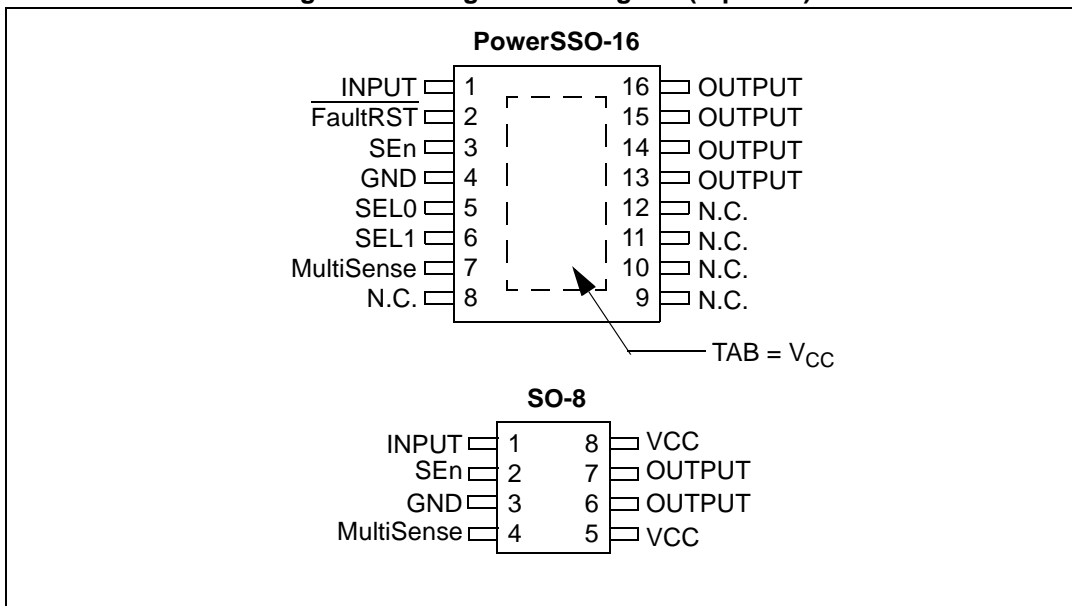 PowerSSO-16
INPUT 1 16 OUTPUT
FaultRST 2 15 OUTPUT
SEn 3 14 OUTPUT
GND 4 13 OUTPUT
SEL0 5 12 N.C.
SEL1 6 11 N.C.
MultiSense 7 10 N.C.
N.C. 8 9 N.C.
TAB = VCC
SO-8
INPUT 1 8 VCC
SEn 2 7 OUTPUT
GND 3 6 OUTPUT
MultiSense 4 5 VCC